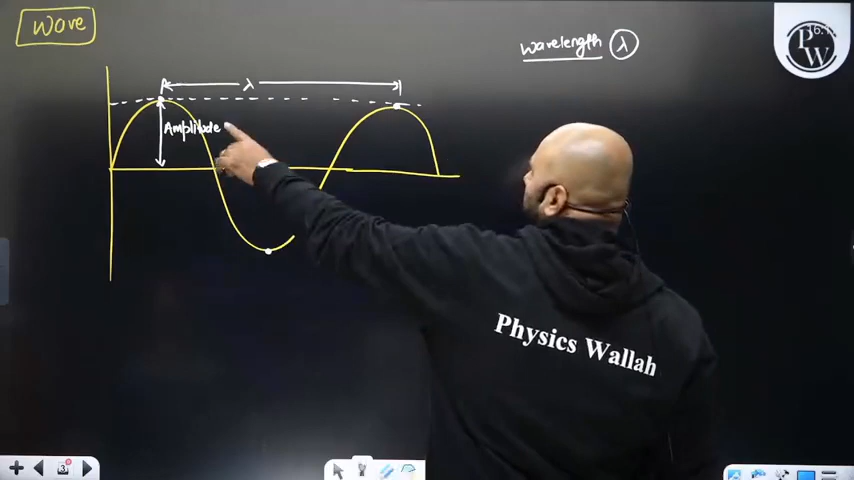 Wave
Wavelength λ
P
W
λ
Amplitude
Physics Wallah